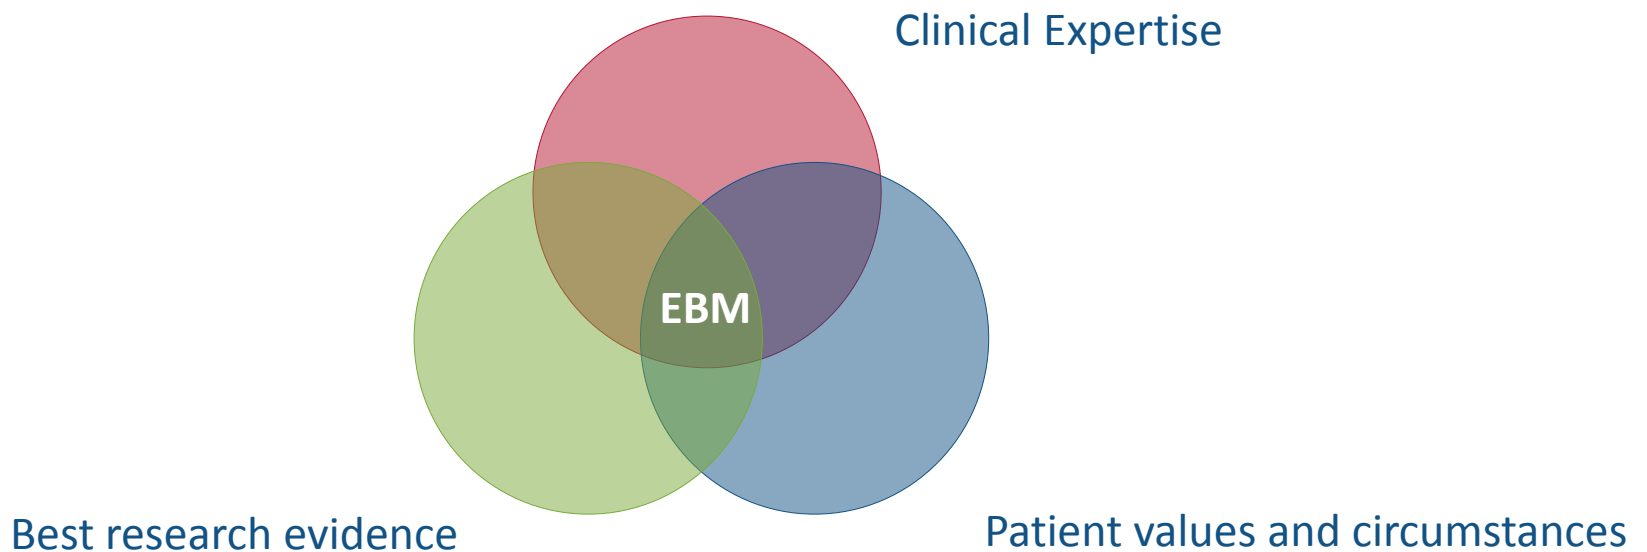 Clinical Expertise
EBM
Best research evidence
Patient values and circumstances